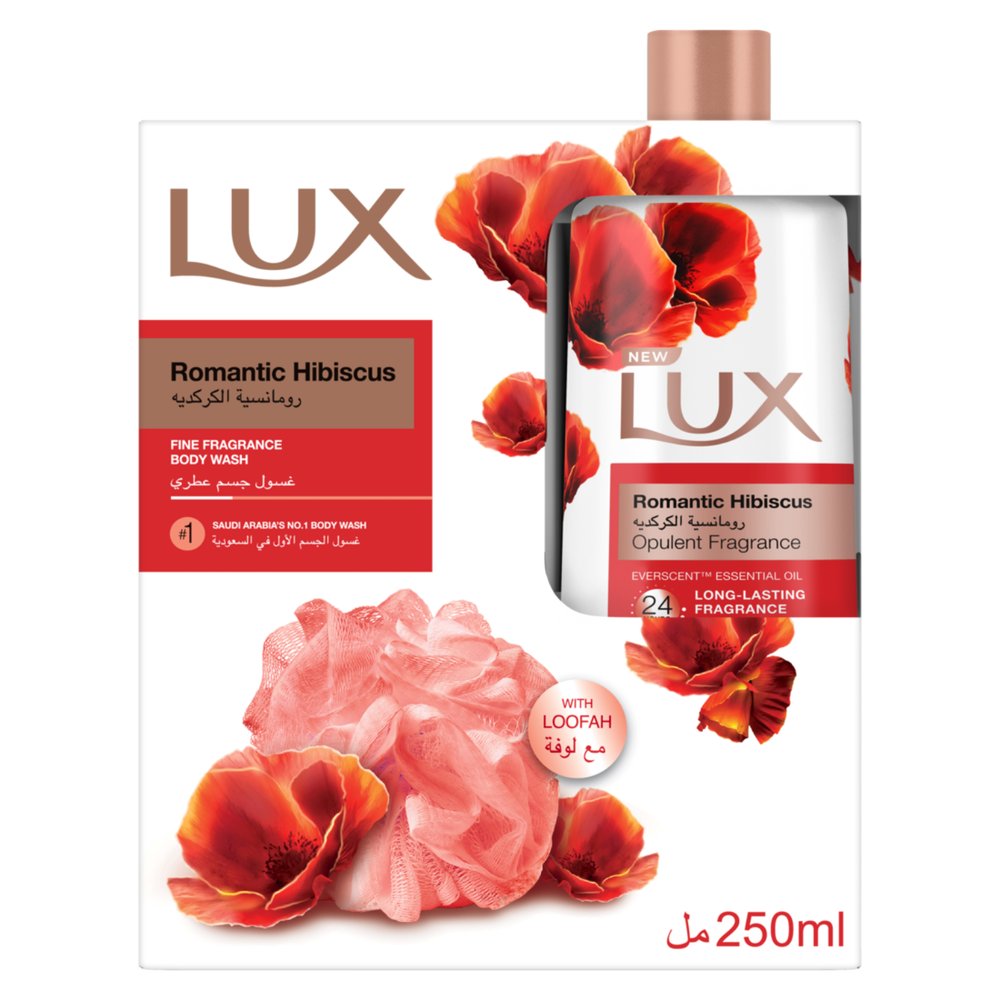 LUX
Romantic Hibiscus
رومانسية الكركديه
FINE FRAGRANCE
BODY WASH
غسول جسم عطري
#1
SAUDI ARABIA'S NO.1 BODY WASH
غسول الجسم الأول في السعودية
NEW
LUX
Romantic Hibiscus
رومانسية الكركديه
Opulent Fragrance
EVERSCENT™ ESSENTIAL OIL
24
LONG-LASTING
FRAGRANCE
WITH
LOOFAH
مع لوفة
250ml مل